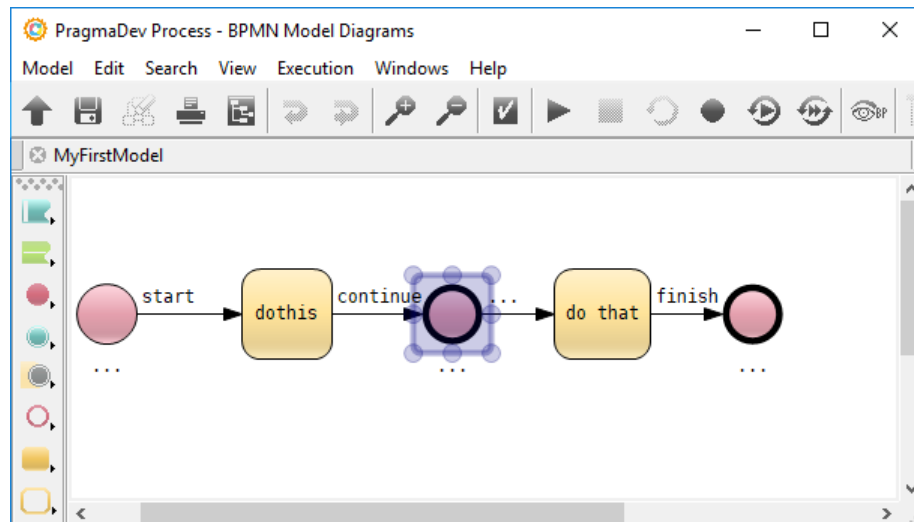 PragmaDev Process - BPMN Model Diagrams
Model Edit Search View Execution Windows Help
BP
MyFirstModel
start
continue
...
finish
dothis
do that
...
...
...